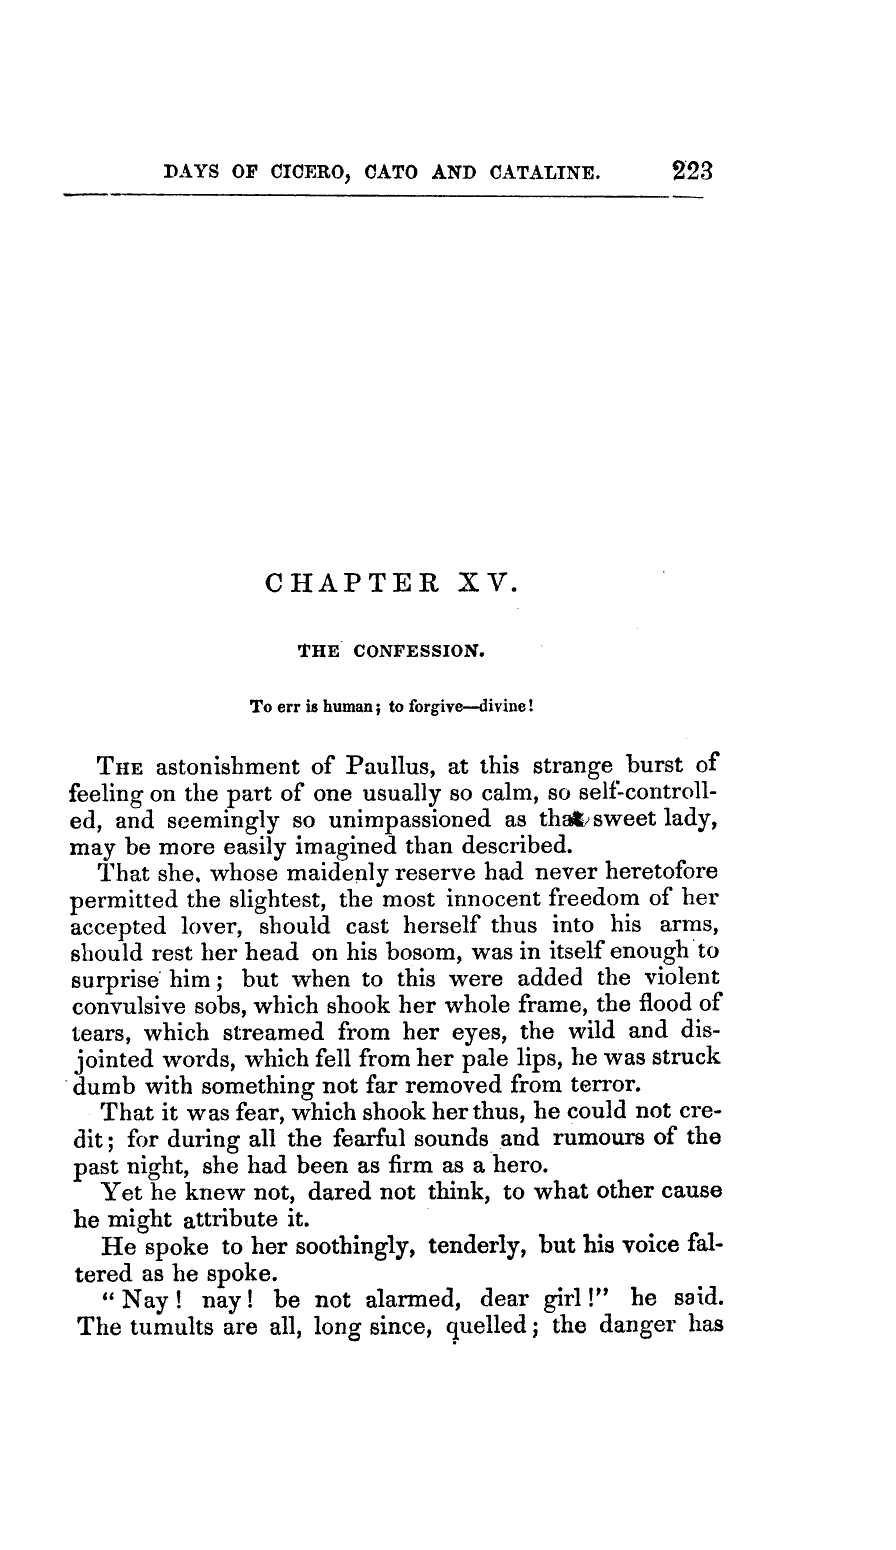 DAYS OF CICERO, CATO AND CATALINE. 223
CHAPTER XV.
THE CONFESSION.
To err is human; to forgive—divine!
THE astonishment of Paullus, at this strange burst of
feeling on the part of one usually so calm, so self-controll-
ed, and seemingly so unimpassioned as that sweet lady,
may be more easily imagined than described.
That she, whose maidenly reserve had never heretofore
permitted the slightest, the most innocent freedom of her
accepted lover, should cast herself thus into his arms,
should rest her head on his bosom, was in itself enough to
surprise him; but when to this were added the violent
convulsive sobs, which shook her whole frame, the flood of
tears, which streamed from her eyes, the wild and dis-
jointed words, which fell from her pale lips, he was struck
dumb with something not far removed from terror.
That it was fear, which shook her thus, he could not cre-
dit; for during all the fearful sounds and rumours of the
past night, she had been as firm as a hero.
Yet he knew not, dared not think, to what other cause
he might attribute it.
He spoke to her soothingly, tenderly, but his voice fal-
tered as he spoke.
"Nay! nay! be not alarmed, dear girl!" he said.
The tumults are all, long since, quelled; the danger has